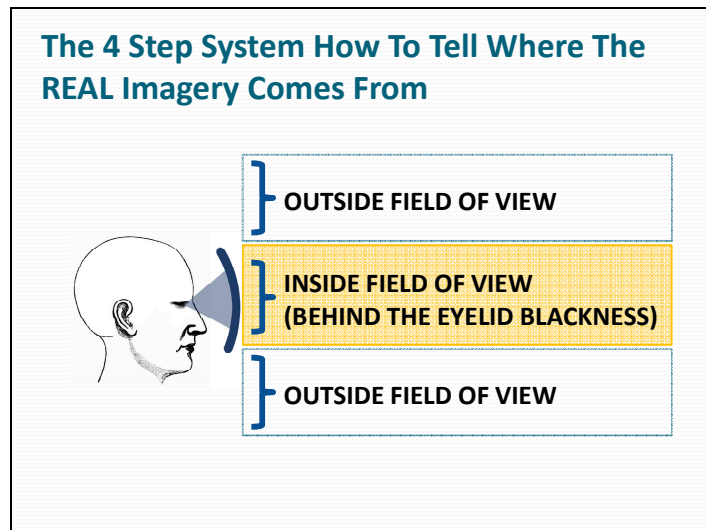 The 4 Step System How To Tell Where The
REAL Imagery Comes From
OUTSIDE FIELD OF VIEW
INSIDE FIELD OF VIEW
(BEHIND THE EYELID BLACKNESS)
OUTSIDE FIELD OF VIEW